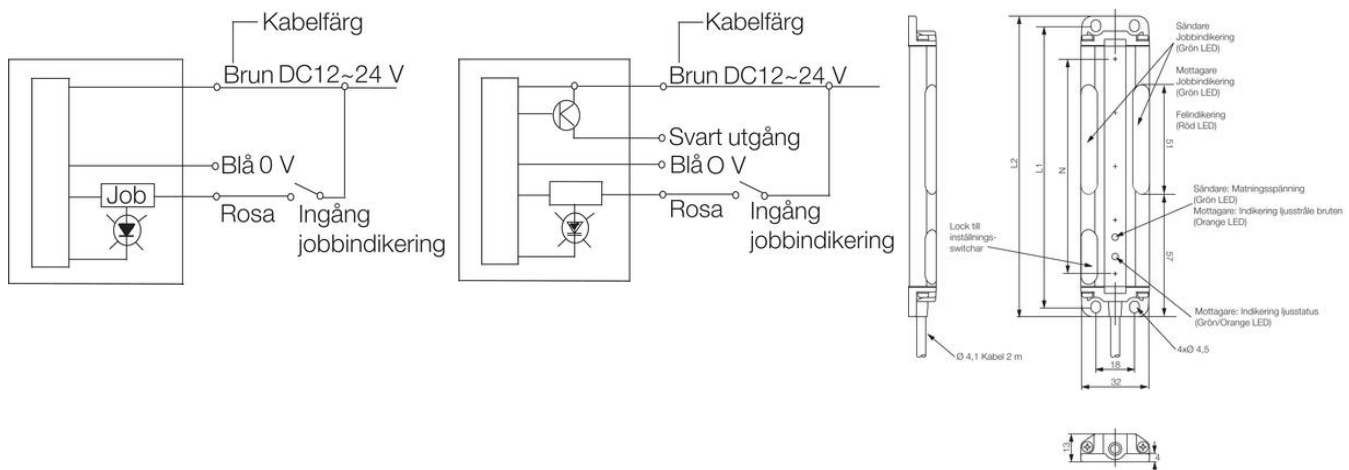 Kabelfärg
Brun DC12~24 V
Blå 0 V
Job
Rosa
Ingång
jobbindikering
Kabelfärg
Brun DC12~24 V
Svart utgång
Blå O V
Rosa
Ingång
jobbindikering
Sändare
Jobbindikering
(Grön LED)
Mottagare
Jobbindikering
(Grön LED)
Felindikering
(Röd LED)
51
L2
L1
N
Sändare: Matningsspänning
(Grön LED)
Mottagare: Indikering ljusstråle bruten
(Orange LED)
Lock till
inställnings-
switchar
57
Mottagare: Indikering ljusstatus
(Grön/Orange LED)
Ø 4,1 Kabel 2 m
4xØ 4,5
18
32
13
4